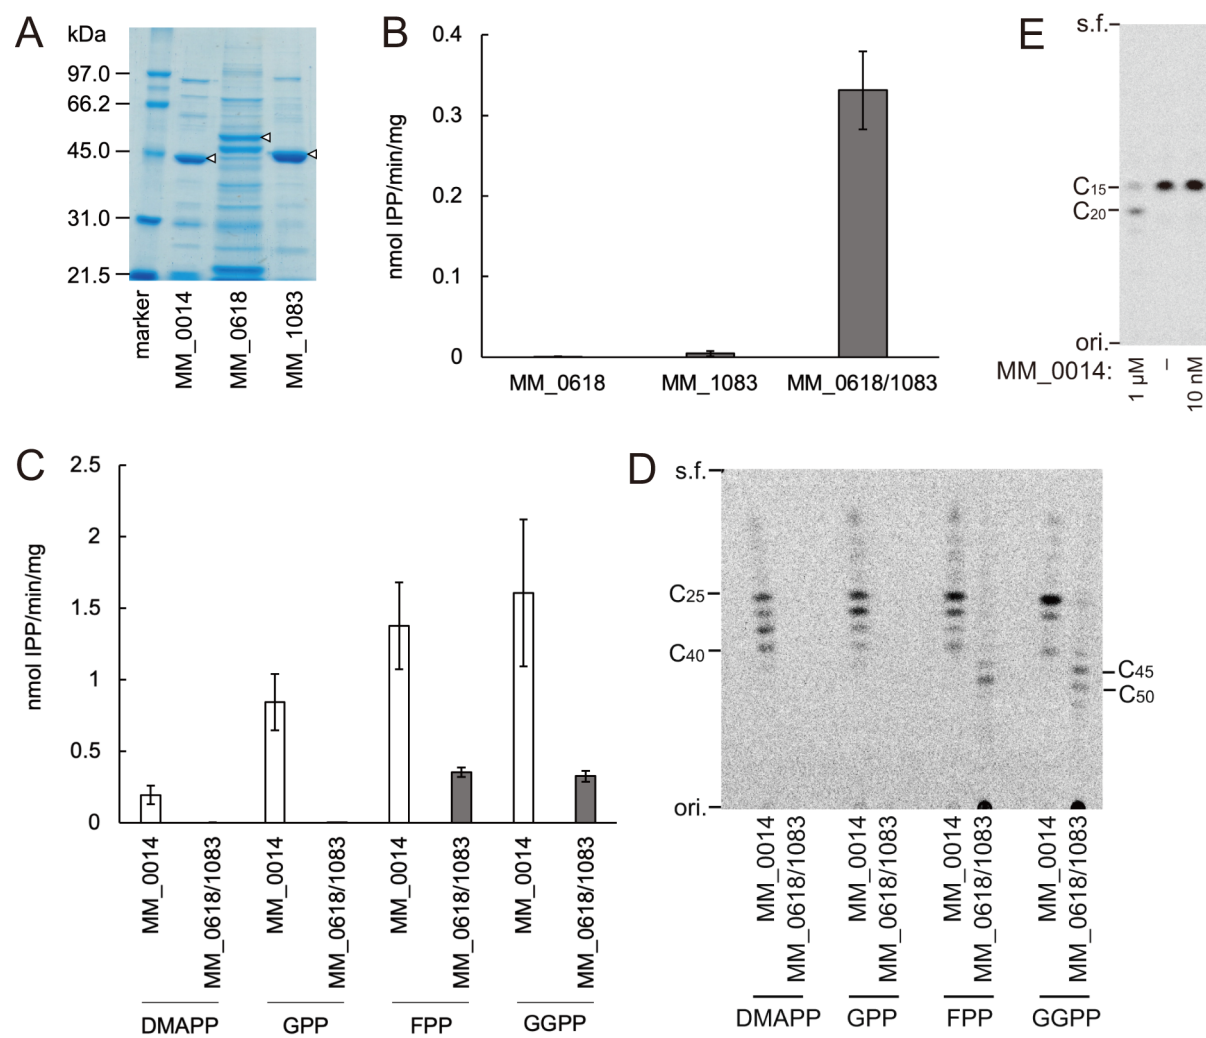 A
kDa
97.0
66.2
45.0
31.0
21.5
marker
MM_0014
MM_0618
MM_1083
B
nmol IPP/min/mg
0.4
0.3
0.2
0.1
0
MM_0618
MM_1083
MM_0618/1083
E
s.f.
C15
C20
ori.
MM_0014:
1 µM
–
10 nM
C
nmol IPP/min/mg
2.5
2
1.5
1
0.5
0
MM_0014
MM_0618/1083
MM_0014
MM_0618/1083
MM_0014
MM_0618/1083
MM_0014
MM_0618/1083
DMAPP
GPP
FPP
GGPP
D
s.f.
C25
C40
ori.
C45
C50
MM_0014
MM_0618/1083
MM_0014
MM_0618/1083
MM_0014
MM_0618/1083
MM_0014
MM_0618/1083
DMAPP
GPP
FPP
GGPP